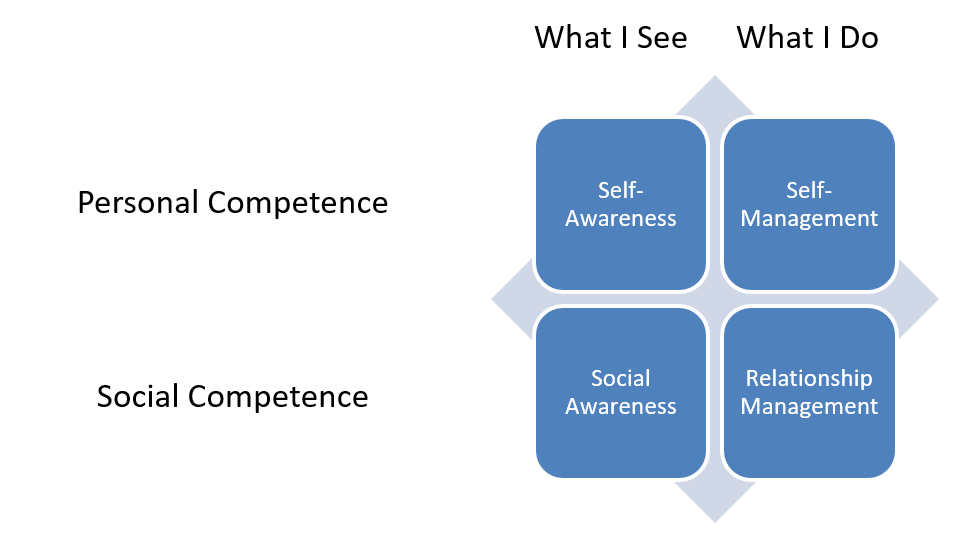 What I See
What I Do
Personal Competence
Self-
Awareness
Self-
Management
Social Competence
Social
Awareness
Relationship
Management